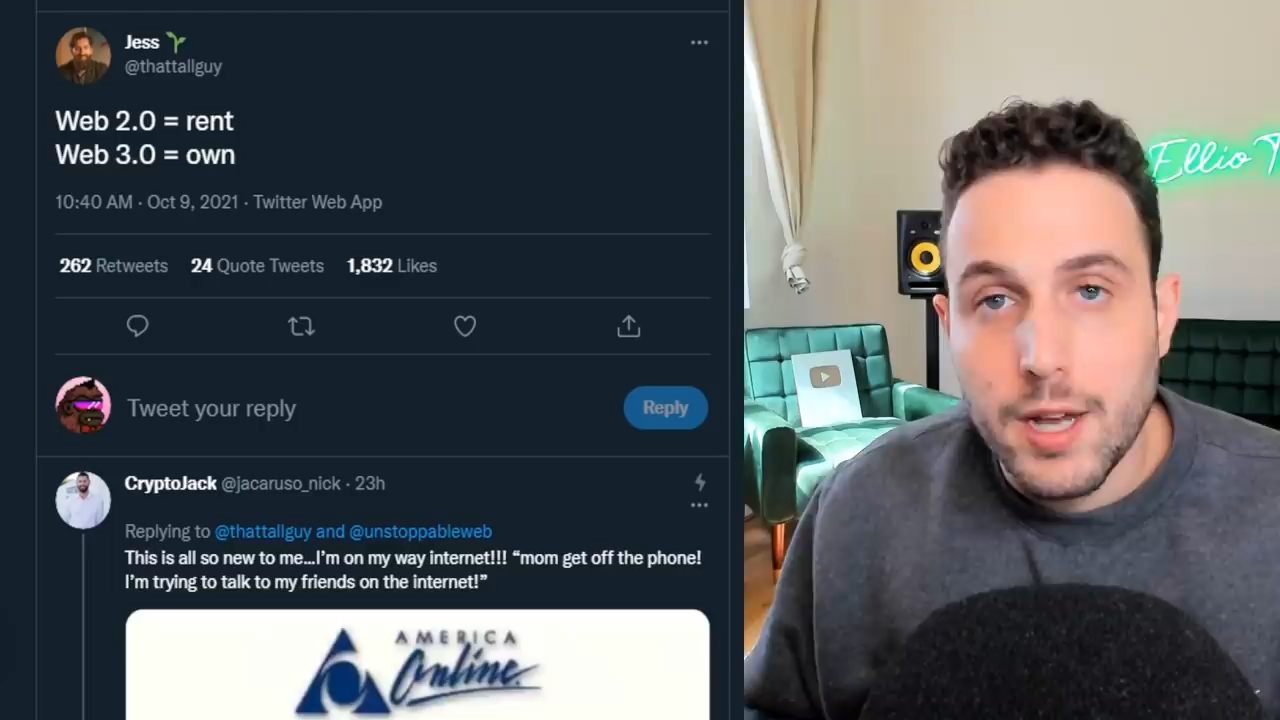 Jess
@thattallguy
Web 2.0 = rent
Web 3.0 = own
10:40 AM · Oct 9, 2021 · Twitter Web App
262 Retweets 24 Quote Tweets 1,832 Likes
Tweet your reply
Reply
CryptoJack @jacaruso_nick · 23h
Replying to @thattallguy and @unstoppableweb
This is all so new to me...I'm on my way internet!!! “mom get off the phone!
I'm trying to talk to my friends on the internet!”
AMERICA
Online
Ellio T